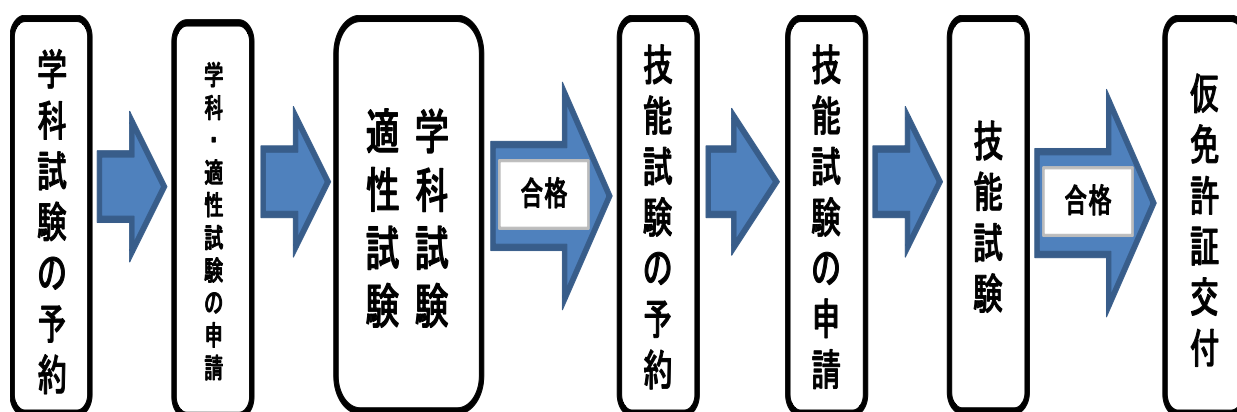 学科試験の予約
学科・適性試験の申請
学科試験
適性試験
合格
技能試験の予約
技能試験の申請
技能試験
合格
仮免許証交付